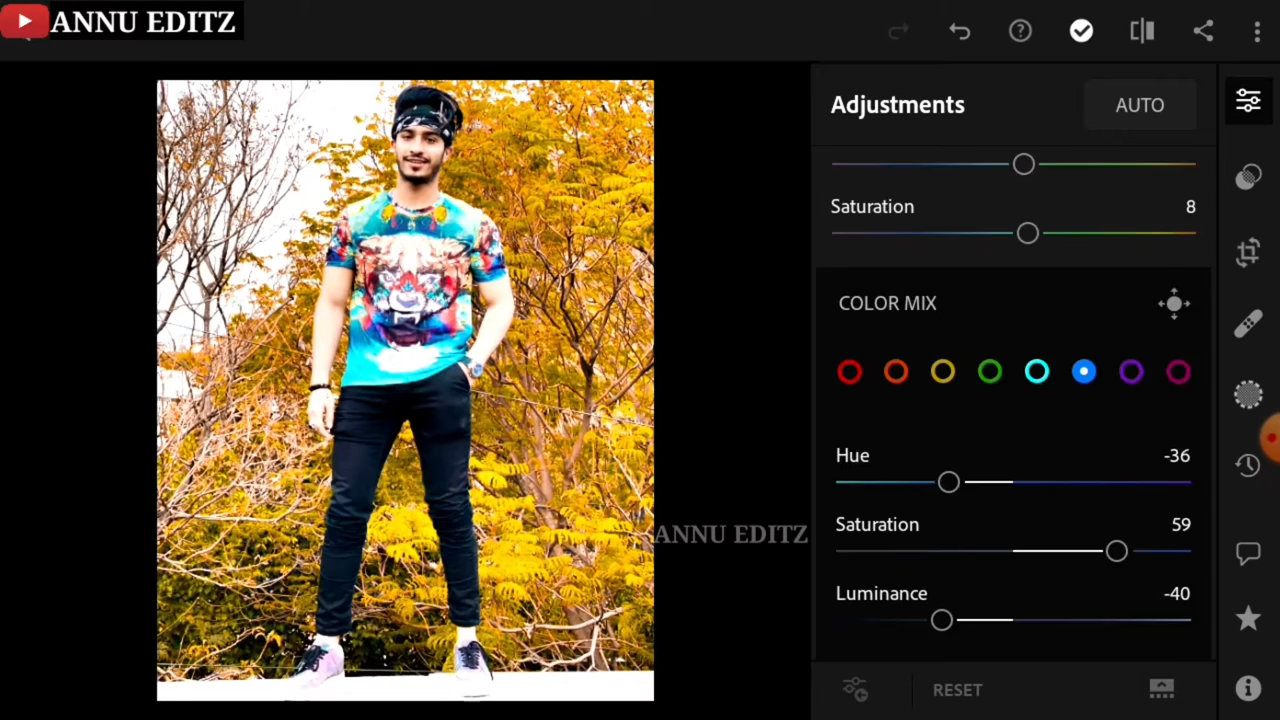 ANNU EDITZ
Adjustments
AUTO
Saturation 8
COLOR MIX
Hue -36
Saturation 59
ANNU EDITZ
Luminance -40
RESET